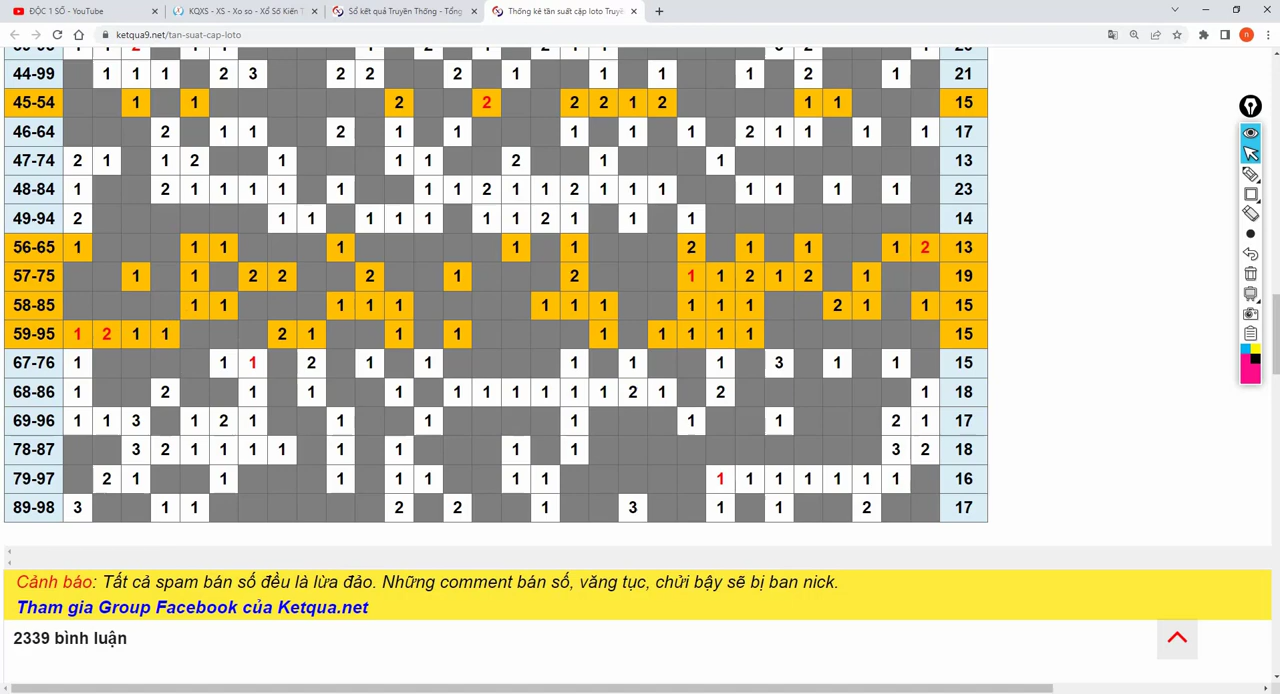 ĐỘC 1 SỐ - YouTube
KQXS - XS - Xo so - Xổ Số Kiến T
Sổ kết quả Truyền Thống - Tổng
Thống kê tần suất cặp loto Truyề
ketqua9.net/tan-suat-cap-loto
44-99 1 1 1 2 3 2 2 2 1 1 1 1 2 1 21
45-54 1 1 2 2 2 2 1 2 1 1 15
46-64 2 1 1 2 1 1 1 1 1 2 1 1 1 1 17
47-74 2 1 1 2 1 1 1 2 1 1 13
48-84 1 2 1 1 1 1 1 1 1 2 1 1 2 1 1 1 1 1 1 1 23
49-94 2 1 1 1 1 1 1 1 2 1 1 1 14
56-65 1 1 1 1 1 1 2 1 1 1 2 13
57-75 1 1 2 2 2 1 2 1 1 2 1 2 1 19
58-85 1 1 1 1 1 1 1 1 1 1 1 2 1 1 15
59-95 1 2 1 1 2 1 1 1 1 1 1 1 1 15
67-76 1 1 1 2 1 1 1 1 1 3 1 1 15
68-86 1 2 1 1 1 1 1 1 1 1 1 2 1 2 1 18
69-96 1 1 3 1 2 1 1 1 1 1 1 2 1 17
78-87 3 2 1 1 1 1 1 1 1 1 3 2 18
79-97 2 1 1 1 1 1 1 1 1 1 1 1 1 1 1 16
89-98 3 1 1 2 2 1 3 1 1 2 17
Cảnh báo: Tất cả spam bán số đều là lừa đảo. Những comment bán số, văng tục, chửi bậy sẽ bị ban nick.
Tham gia Group Facebook của Ketqua.net
2339 bình luận